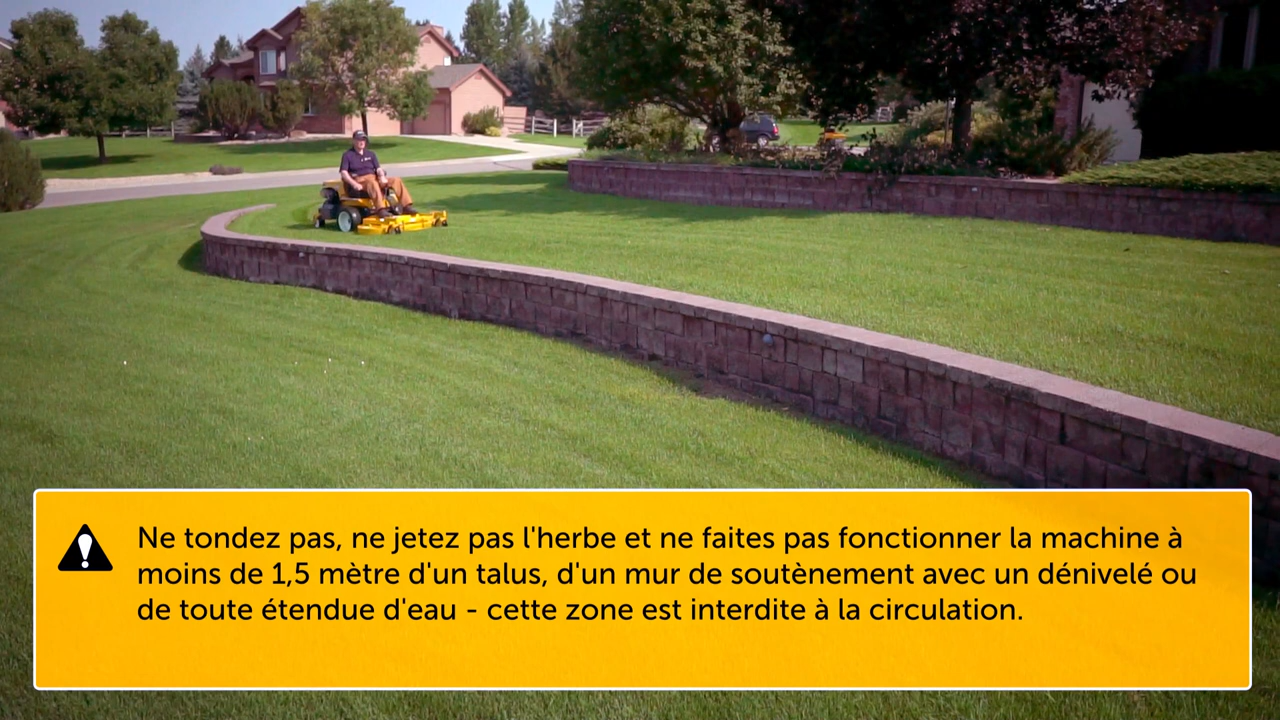 Ne tondez pas, ne jetez pas l'herbe et ne faites pas fonctionner la machine à
moins de 1,5 mètre d'un talus, d'un mur de soutènement avec un dénivelé ou
de toute étendue d'eau - cette zone est interdite à la circulation.